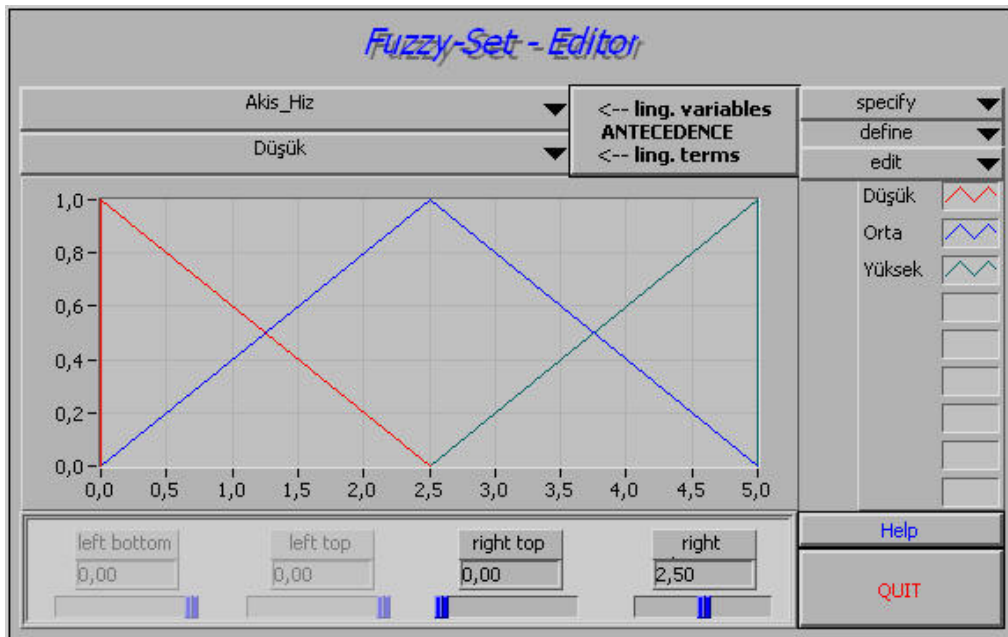 Fuzzy-Set - Editor
Akis_Hiz
Düşük
<-- ling. variables
ANTECEDENCE
<-- ling. terms
specify
define
edit
Düşük
Orta
Yüksek
1,0
0,8
0,6
0,4
0,2
0,0
0,0 0,5 1,0 1,5 2,0 2,5 3,0 3,5 4,0 4,5 5,0
left bottom
0,00
left top
0,00
right top
0,00
right
2,50
Help
QUIT